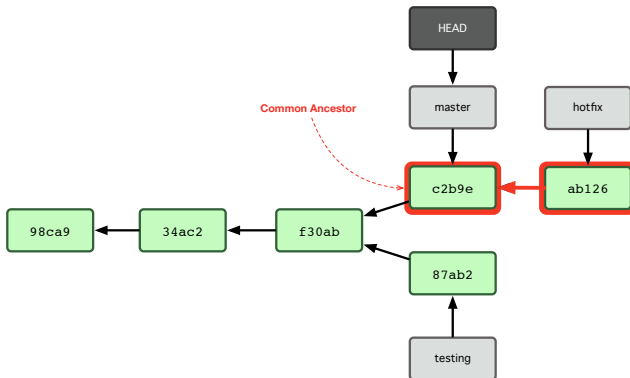 HEAD
master
hotfix
Common Ancestor
c2b9e
ab126
98ca9
34ac2
f30ab
87ab2
testing